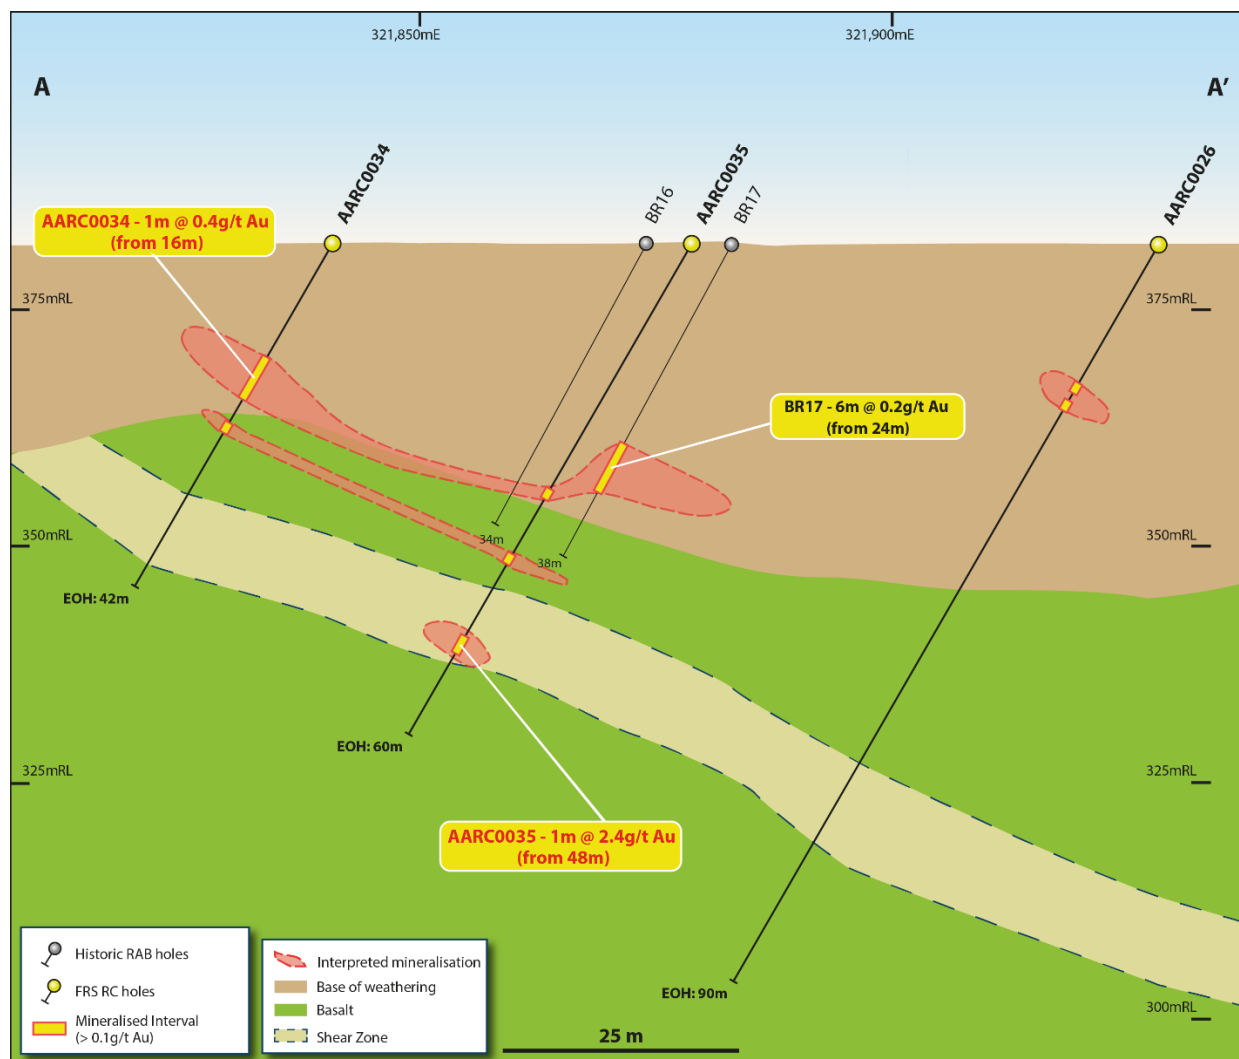 321,850mE
321,900mE
A
A’
AARC0034
BR16
AARC0035
BR17
AARC0026
AARC0034 - 1m @ 0.4g/t Au
(from 16m)
375mRL
375mRL
BR17 - 6m @ 0.2g/t Au
(from 24m)
350mRL
34m
38m
350mRL
EOH: 42m
EOH: 60m
325mRL
325mRL
AARC0035 - 1m @ 2.4g/t Au
(from 48m)
EOH: 90m
300mRL
Historic RAB holes
FRS RC holes
Mineralised Interval
(> 0.1g/t Au)
Interpreted mineralisation
Base of weathering
Basalt
Shear Zone
25 m